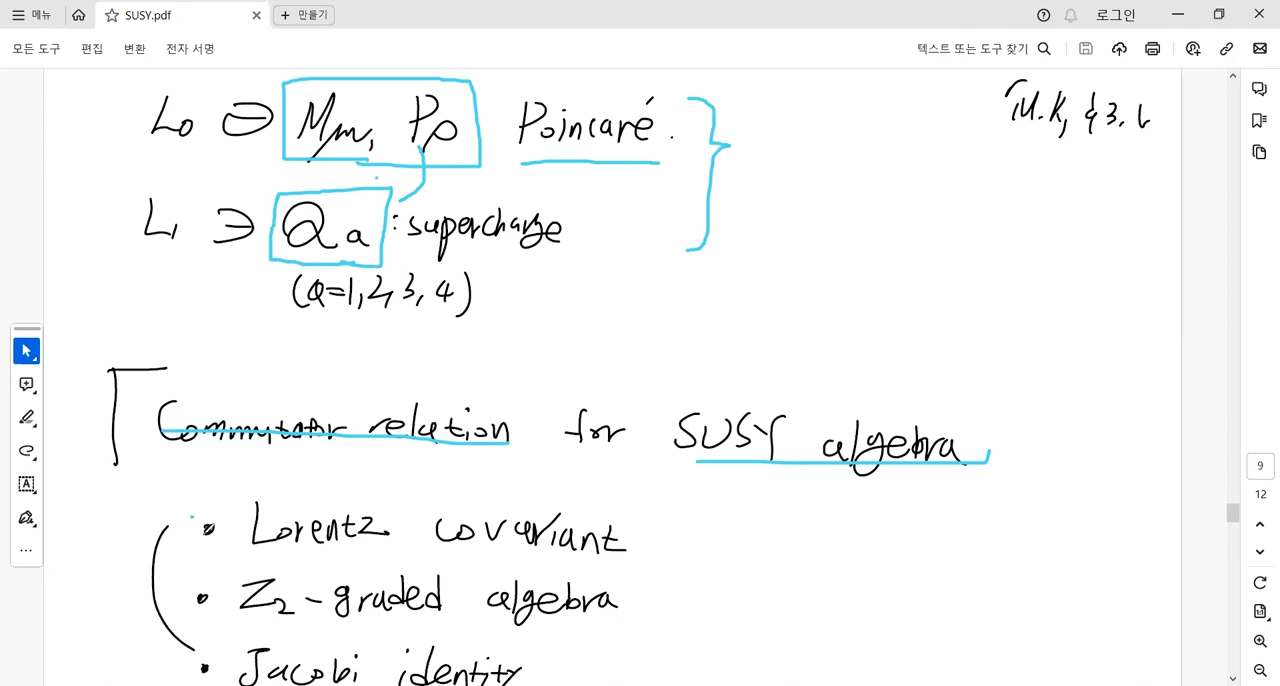 메뉴 SUSY.pdf + 만들기 로그인
모든 도구 편집 변환 전자 서명 텍스트 또는 도구 찾기
L₀ ∋ Mμν, Pρ Poincaré.
L₁ ∋ Qa : supercharge
(a=1, 2, 3, 4)
Commutator relation for SUSY algebra
• Lorentz covariant
• Z₂-graded algebra
• Jacobi identity
9
12